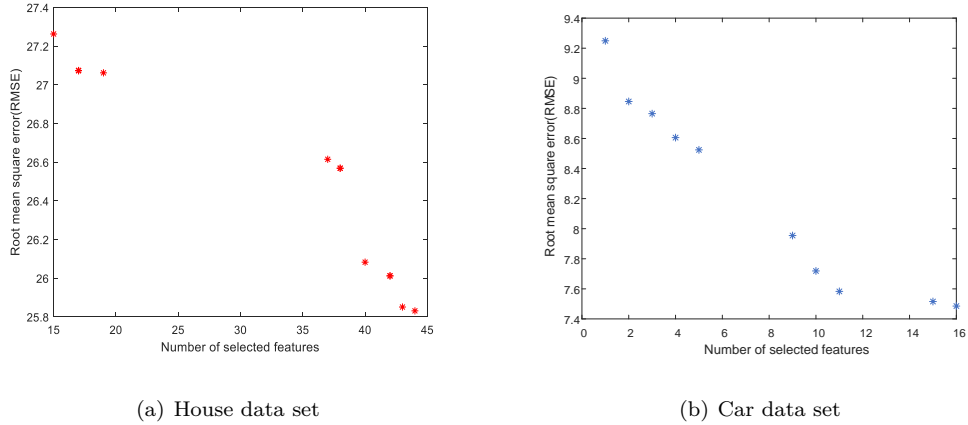 27.4
27.2
27
26.8
26.6
26.4
26.2
26
25.8
Root mean square error(RMSE)
15 20 25 30 35 40 45
Number of selected features
(a) House data set
9.4
9.2
9
8.8
8.6
8.4
8.2
8
7.8
7.6
7.4
Root mean square error(RMSE)
0 2 4 6 8 10 12 14 16
Number of selected features
(b) Car data set